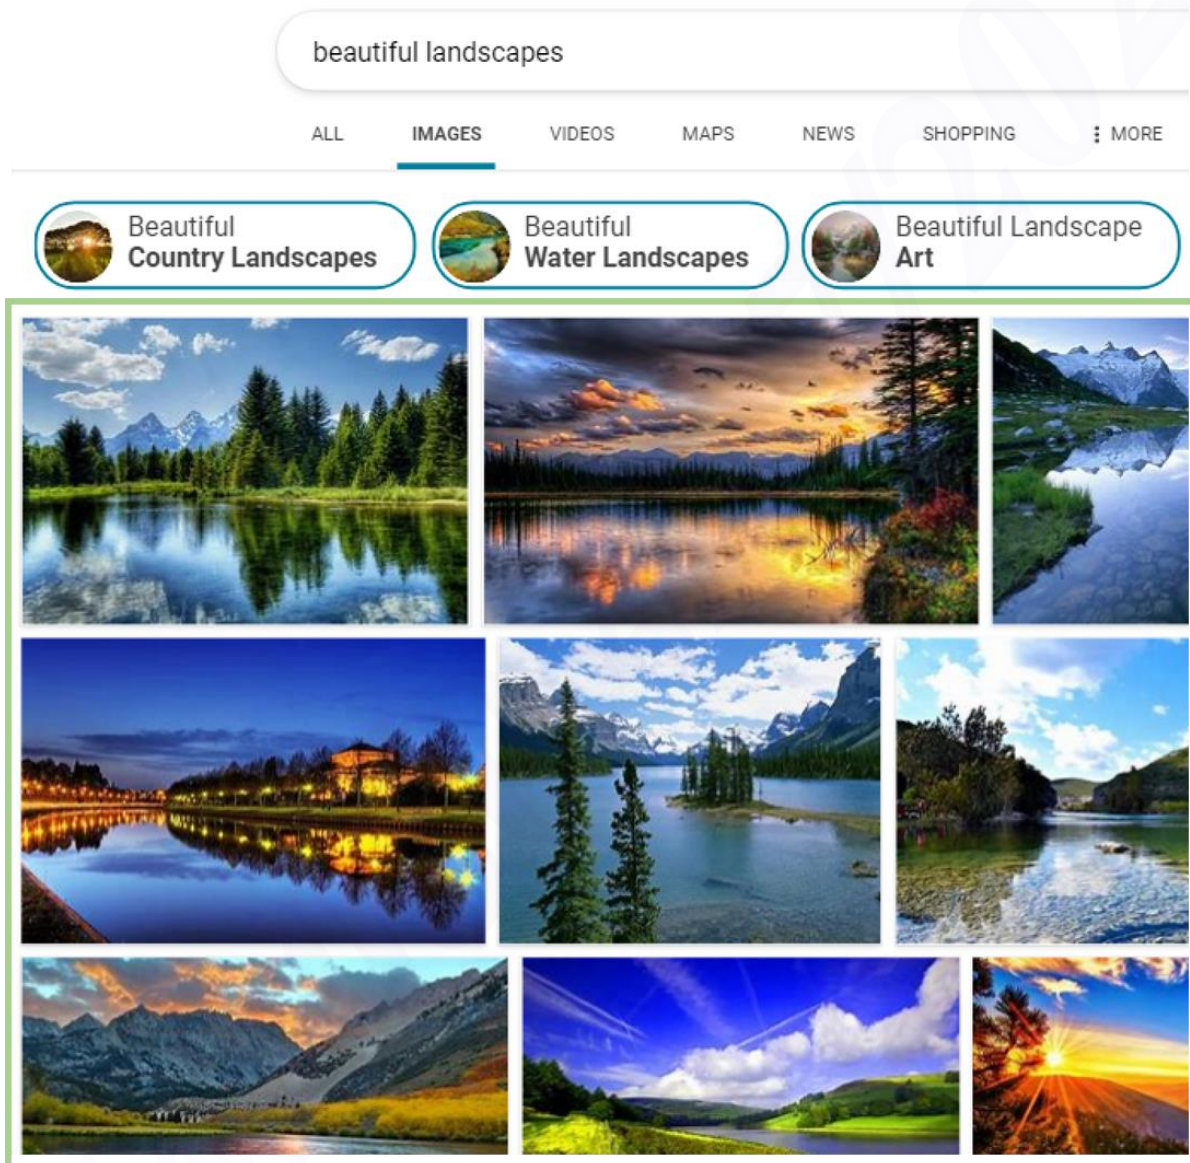 beautiful landscapes
ALL IMAGES VIDEOS MAPS NEWS SHOPPING MORE
Beautiful
Country Landscapes
Beautiful
Water Landscapes
Beautiful Landscape
Art